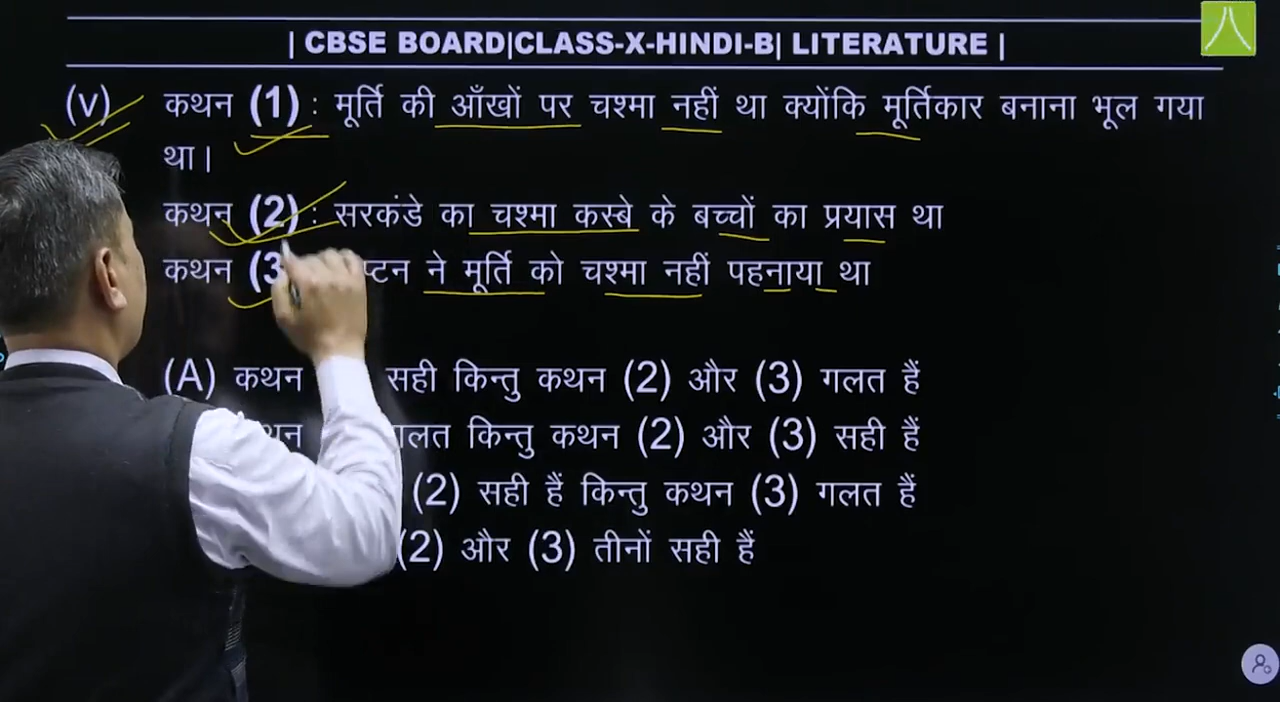 | CBSE BOARD|CLASS-X-HINDI-B| LITERATURE |
(v) कथन (1) : मूर्ति की आँखों पर चश्मा नहीं था क्योंकि मूर्तिकार बनाना भूल गया
था।
कथन (2) : सरकंडे का चश्मा कस्बे के बच्चों का प्रयास था
कथन (3 ने मूर्ति को चश्मा नहीं पहनाया था
(A) कथन सही किन्तु कथन (2) और (3) गलत हैं
किन्तु कथन (2) और (3) सही हैं
(2) सही हैं किन्तु कथन (3) गलत हैं
(2) और (3) तीनों सही हैं